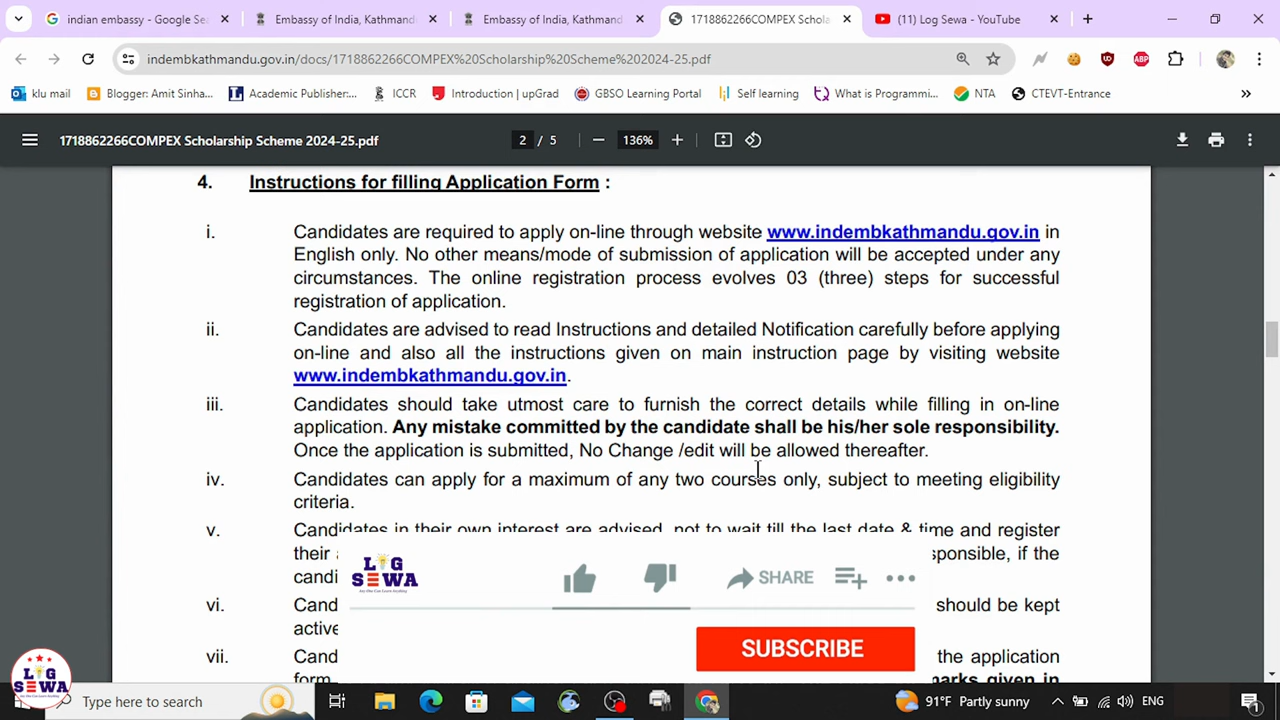 indian embassy - Google Se
Embassy of India, Kathmand
Embassy of India, Kathmand
1718862266COMPEX Schola
(11) Log Sewa - YouTube
indembkathmandu.gov.in/docs/1718862266COMPEX%20Scholarship%20Scheme%202024-25.pdf
klu mail
Blogger: Amit Sinha...
Academic Publisher:...
ICCR
Introduction | upGrad
GBSO Learning Portal
Self learning
What is Programmi...
NTA
CTEVT-Entrance
1718862266COMPEX Scholarship Scheme 2024-25.pdf
2 / 5
136%
4. Instructions for filling Application Form :
i. Candidates are required to apply on-line through website www.indembkathmandu.gov.in in
English only. No other means/mode of submission of application will be accepted under any
circumstances. The online registration process evolves 03 (three) steps for successful
registration of application.
ii. Candidates are advised to read Instructions and detailed Notification carefully before applying
on-line and also all the instructions given on main instruction page by visiting website
www.indembkathmandu.gov.in.
iii. Candidates should take utmost care to furnish the correct details while filling in on-line
application. Any mistake committed by the candidate shall be his/her sole responsibility.
Once the application is submitted, No Change /edit will be allowed thereafter.
iv. Candidates can apply for a maximum of any two courses only, subject to meeting eligibility
criteria.
v. Candidates in their own interest are advised, not to wait till the last date & time and register
their
sponsible, if the
candi
vi. Cand
should be kept
active
vii. Cand
the application
form
marks given in
LOG
SEWA
Any One Can Learn Anything
SHARE
SUBSCRIBE
LOG
SEWA
Type here to search
91°F Partly sunny
ENG